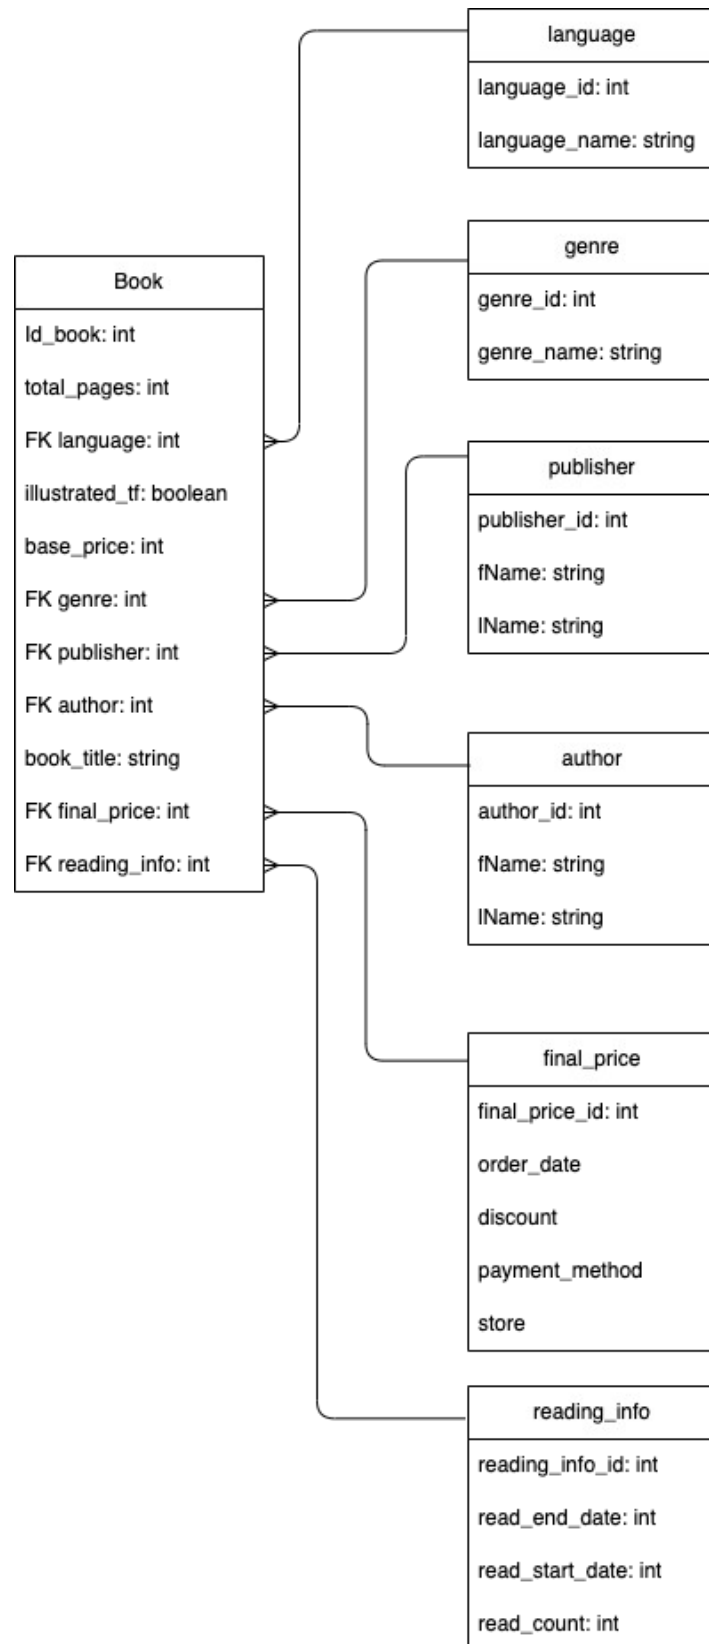 language
language_id: int
language_name: string
genre
genre_id: int
genre_name: string
Book
Id_book: int
total_pages: int
FK language: int
illustrated_tf: boolean
base_price: int
FK genre: int
FK publisher: int
FK author: int
book_title: string
FK final_price: int
FK reading_info: int
publisher
publisher_id: int
fName: string
lName: string
author
author_id: int
fName: string
lName: string
final_price
final_price_id: int
order_date
discount
payment_method
store
reading_info
reading_info_id: int
read_end_date: int
read_start_date: int
read_count: int